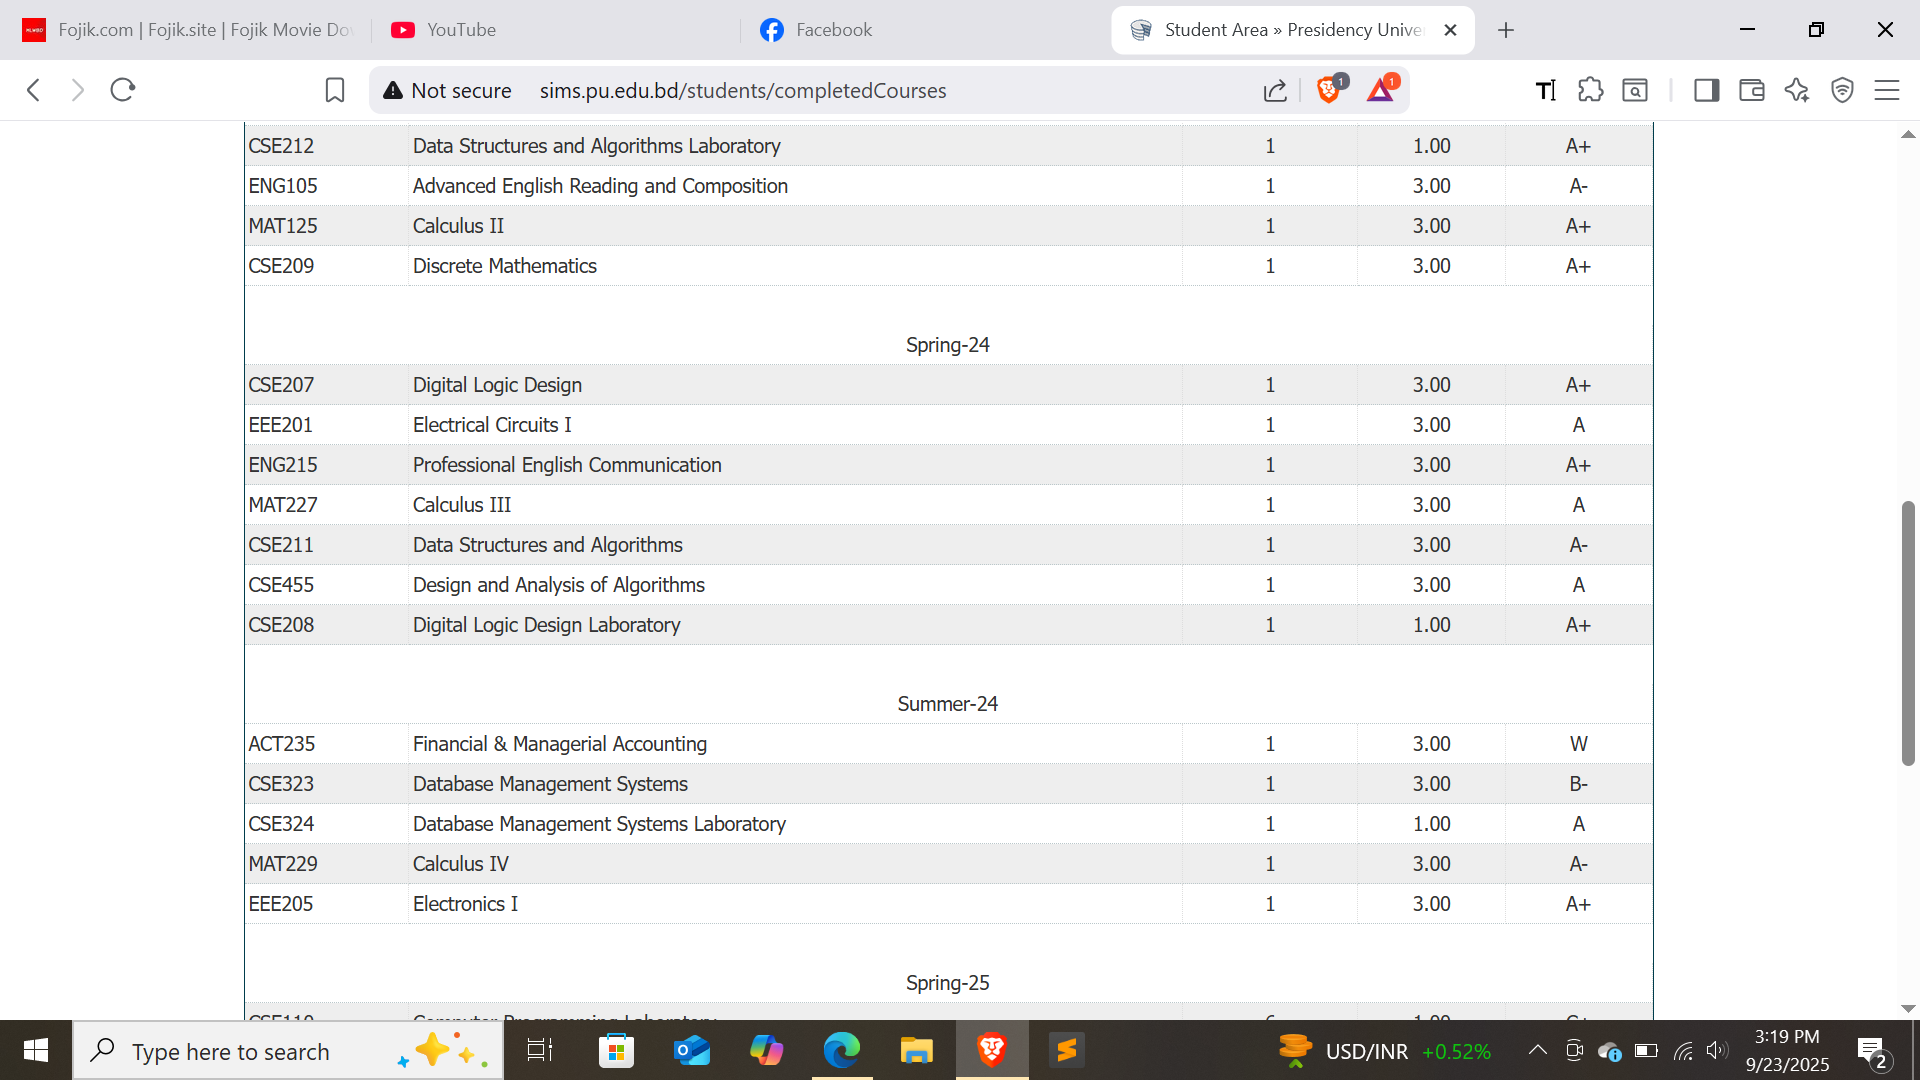 Fojik.com | Fojik.site | Fojik Movie Do
YouTube
Facebook
Student Area » Presidency Unive
Not secure sims.pu.edu.bd/students/completedCourses 1 1
CSE212 Data Structures and Algorithms Laboratory 1 1.00 A+
ENG105 Advanced English Reading and Composition 1 3.00 A-
MAT125 Calculus II 1 3.00 A+
CSE209 Discrete Mathematics 1 3.00 A+
Spring-24
CSE207 Digital Logic Design 1 3.00 A+
EEE201 Electrical Circuits I 1 3.00 A
ENG215 Professional English Communication 1 3.00 A+
MAT227 Calculus III 1 3.00 A
CSE211 Data Structures and Algorithms 1 3.00 A-
CSE455 Design and Analysis of Algorithms 1 3.00 A
CSE208 Digital Logic Design Laboratory 1 1.00 A+
Summer-24
ACT235 Financial & Managerial Accounting 1 3.00 W
CSE323 Database Management Systems 1 3.00 B-
CSE324 Database Management Systems Laboratory 1 1.00 A
MAT229 Calculus IV 1 3.00 A-
EEE205 Electronics I 1 3.00 A+
Spring-25
CSE110 Computer Programming Laboratory
Type here to search
USD/INR +0.52%
3:19 PM
9/23/2025
2